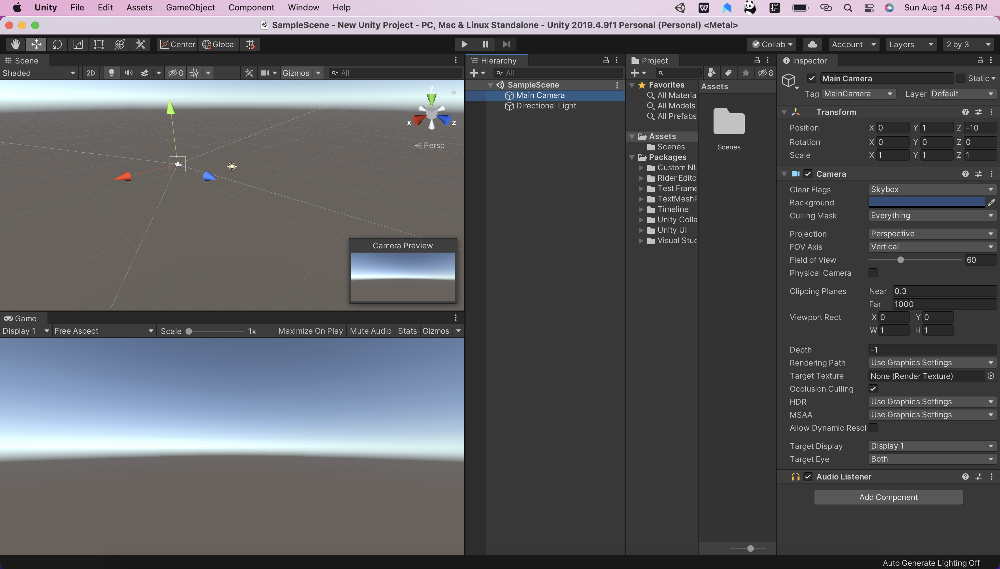 Unity File Edit Assets GameObject Component Window Help 拼 Sun Aug 14 4:56 PM
SampleScene - New Unity Project - PC, Mac & Linux Standalone - Unity 2019.4.9f1 Personal (Personal) <Metal>
Center Global Collab Account Layers 2 by 3
Scene
Shaded 2D 0 Gizmos All
y
x z
Persp
Camera Preview
Game
Display 1 Free Aspect Scale 1x Maximize On Play Mute Audio Stats Gizmos
Hierarchy
All
SampleScene
Main Camera
Directional Light
Project
8
Favorites
All Materia
All Models
All Prefabs
Assets
Scenes
Packages
Custom NU
Rider Edito
Test Frame
TextMeshP
Timeline
Unity Colla
Unity UI
Visual Stud
Assets
Scenes
Inspector
Main Camera Static
Tag MainCamera Layer Default
Transform
Position X 0 Y 1 Z -10
Rotation X 0 Y 0 Z 0
Scale X 1 Y 1 Z 1
Camera
Clear Flags Skybox
Background
Culling Mask Everything
Projection Perspective
FOV Axis Vertical
Field of View 60
Physical Camera
Clipping Planes Near 0.3
Far 1000
Viewport Rect X 0 Y 0
W 1 H 1
Depth -1
Rendering Path Use Graphics Settings
Target Texture None (Render Texture)
Occlusion Culling
HDR Use Graphics Settings
MSAA Use Graphics Settings
Allow Dynamic Resol
Target Display Display 1
Target Eye Both
Audio Listener
Add Component
Auto Generate Lighting Off